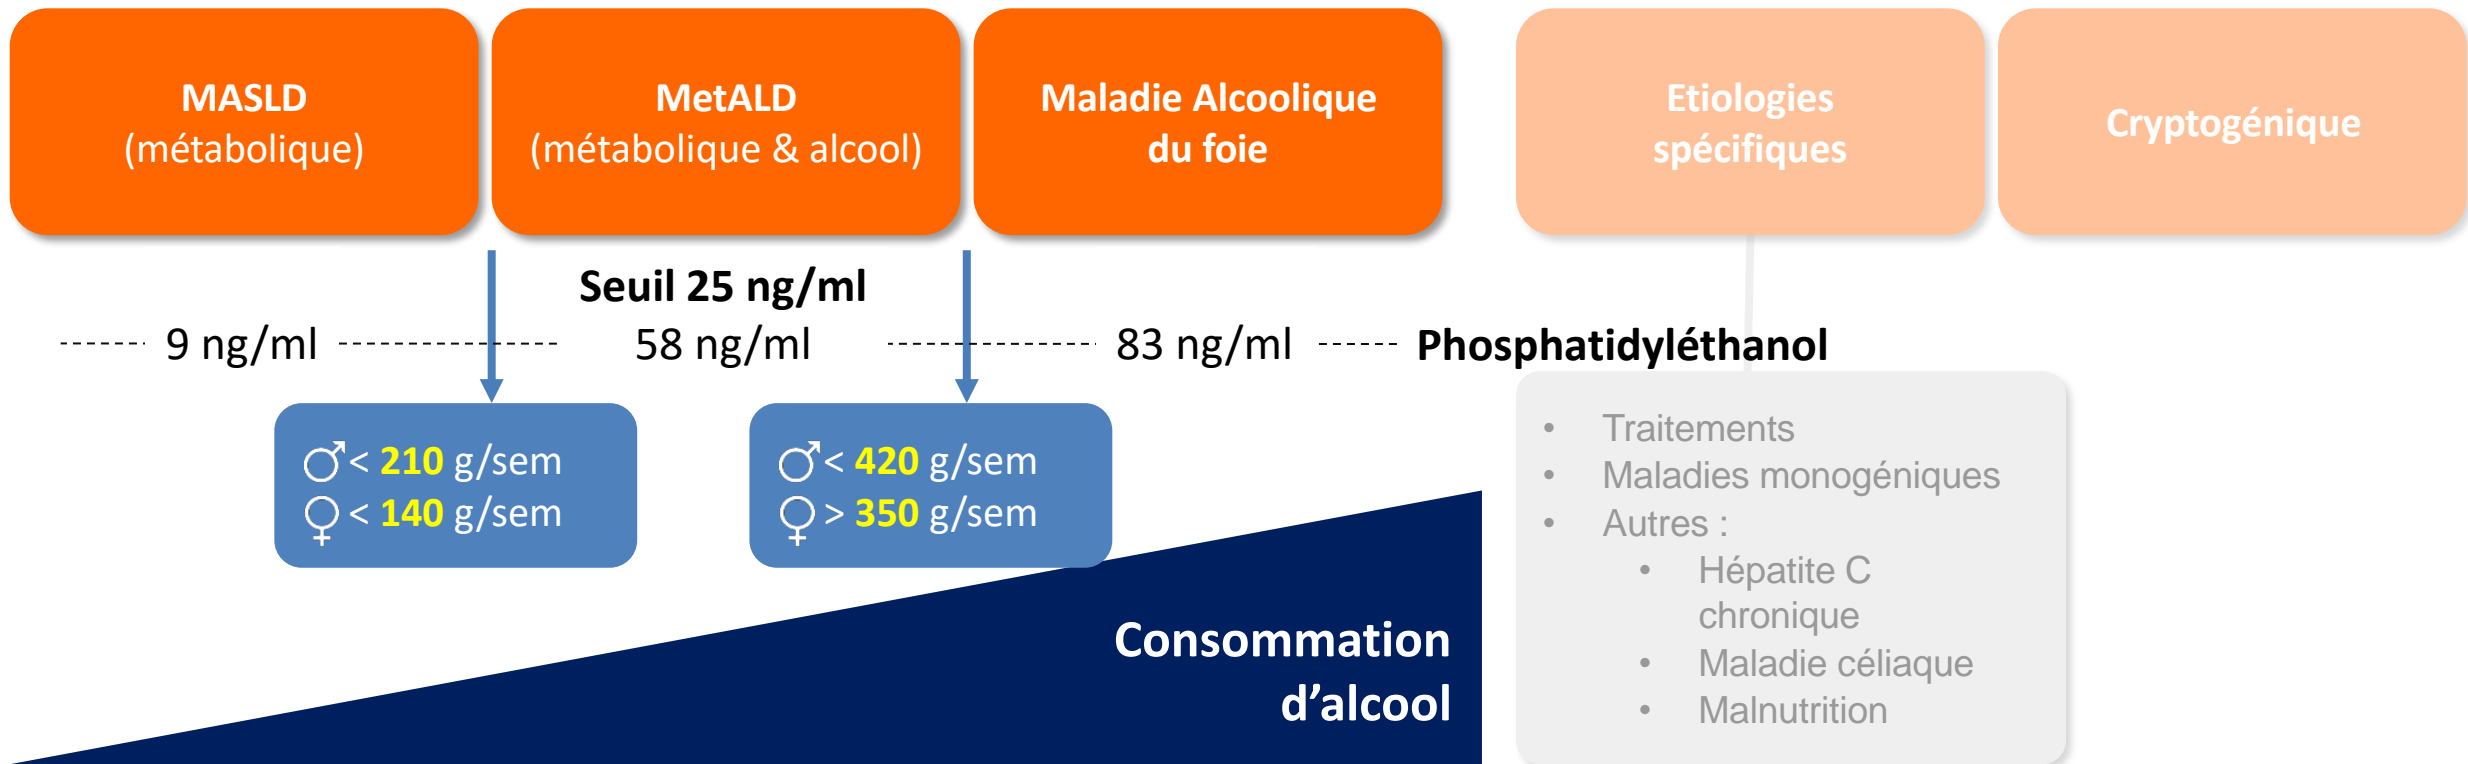 MASLD
(métabolique)
MetALD
(métabolique & alcool)
Maladie Alcoolique
du foie
Etiologies
spécifiques
Cryptogénique
Seuil 25 ng/ml
9 ng/ml
58 ng/ml
83 ng/ml
Phosphatidyléthanol
♂ < 210 g/sem
♀ < 140 g/sem
♂ < 420 g/sem
♀ > 350 g/sem
• Traitements
• Maladies monogéniques
• Autres :
• Hépatite C
chronique
• Maladie céliaque
• Malnutrition
Consommation
d’alcool